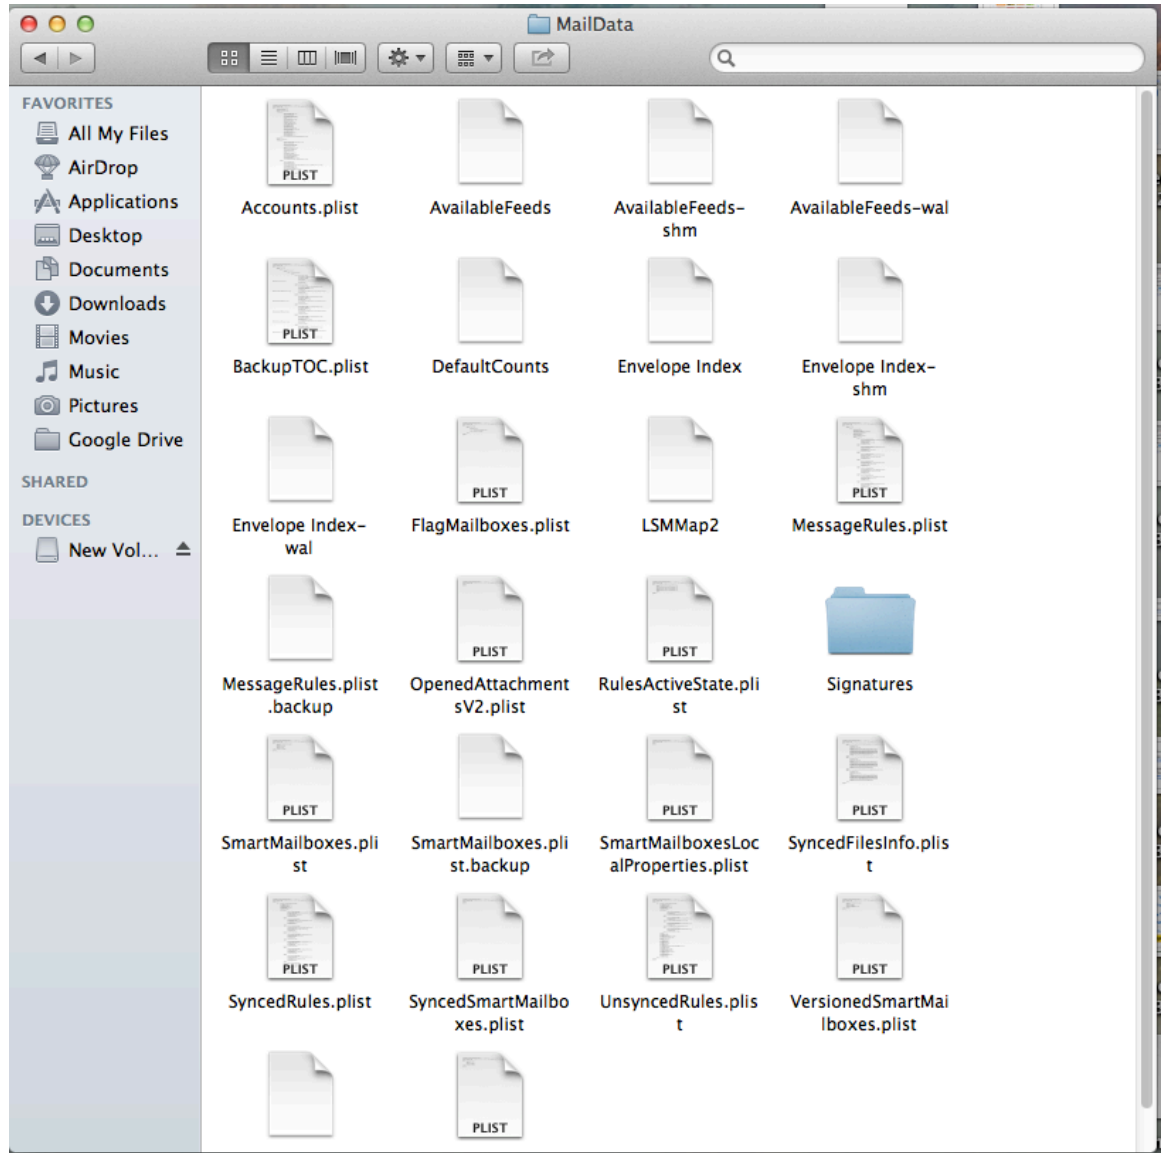 MailData
FAVORITES
All My Files
AirDrop
Applications
Desktop
Documents
Downloads
Movies
Music
Pictures
Google Drive
SHARED
DEVICES
New Vol...
PLIST
Accounts.plist
AvailableFeeds
AvailableFeeds-
shm
AvailableFeeds-wal
PLIST
BackupTOC.plist
DefaultCounts
Envelope Index
Envelope Index-
shm
Envelope Index-
wal
PLIST
FlagMailboxes.plist
LSMMap2
PLIST
MessageRules.plist
MessageRules.plist
.backup
PLIST
OpenedAttachment
sV2.plist
PLIST
RulesActiveState.pli
st
Signatures
PLIST
SmartMailboxes.pli
st
SmartMailboxes.pli
st.backup
PLIST
SmartMailboxesLoc
alProperties.plist
PLIST
SyncedFilesInfo.plis
t
PLIST
SyncedRules.plist
PLIST
SyncedSmartMailbo
xes.plist
PLIST
UnsyncedRules.plis
t
PLIST
VersionedSmartMai
lboxes.plist
PLIST